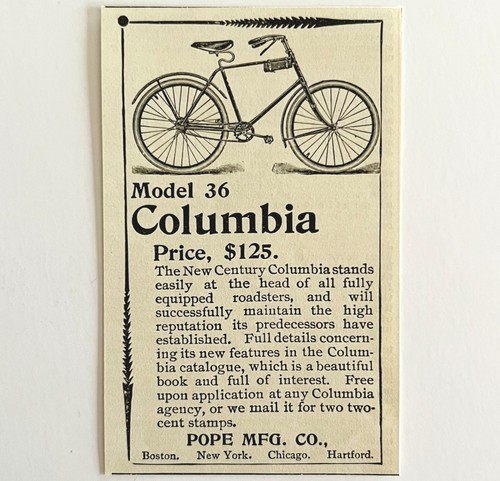 Model 36
Columbia
Price, $125.
The New Century Columbia stands
easily at the head of all fully
equipped roadsters, and will
successfully maintain the high
reputation its predecessors have
established. Full details concern-
ing its new features in the Colum-
bia catalogue, which is a beautiful
book and full of interest. Free
upon application at any Columbia
agency, or we mail it for two two-
cent stamps.
POPE MFG. CO.,
Boston. New York. Chicago. Hartford.